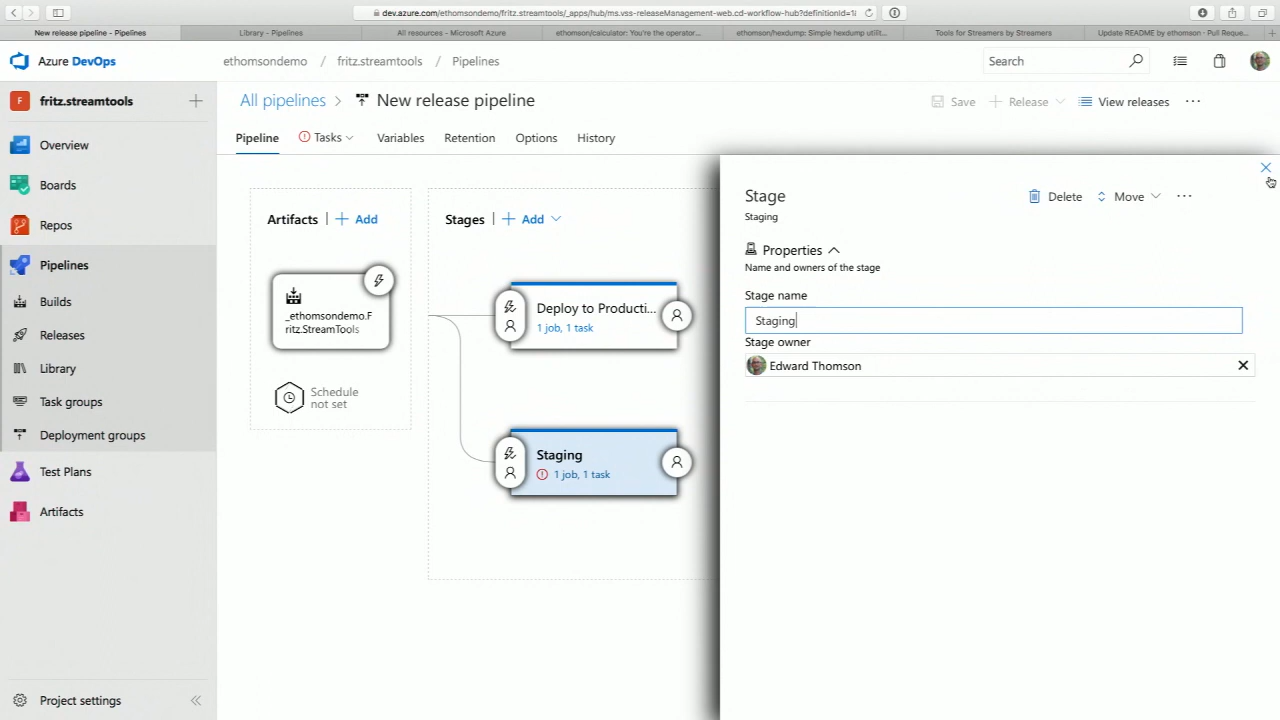 dev.azure.com/ethomsondemo/fritz.streamtools/_apps/hub/ms.vss-releaseManagement-web.cd-workflow-hub?definitionId=1&
New release pipeline - Pipelines
Library - Pipelines
All resources - Microsoft Azure
ethomson/calculator: You're the operator...
ethomson/hexdump: Simple hexdump utilit...
Tools for Streamers by Streamers
Update README by ethomson · Pull Reque...
Azure DevOps
ethomsondemo / fritz.streamtools / Pipelines
Search
F fritz.streamtools
All pipelines > New release pipeline
Save
Release
View releases
Pipeline
Tasks
Variables
Retention
Options
History
Overview
Boards
Repos
Pipelines
Builds
Releases
Library
Task groups
Deployment groups
Test Plans
Artifacts
Project settings
Artifacts | + Add
_ethomsondemo.F
ritz.StreamTools
Schedule
not set
Stages | + Add
Deploy to Producti...
1 job, 1 task
Staging
1 job, 1 task
Stage
Staging
Delete
Move
Properties
Name and owners of the stage
Stage name
Staging
Stage owner
Edward Thomson